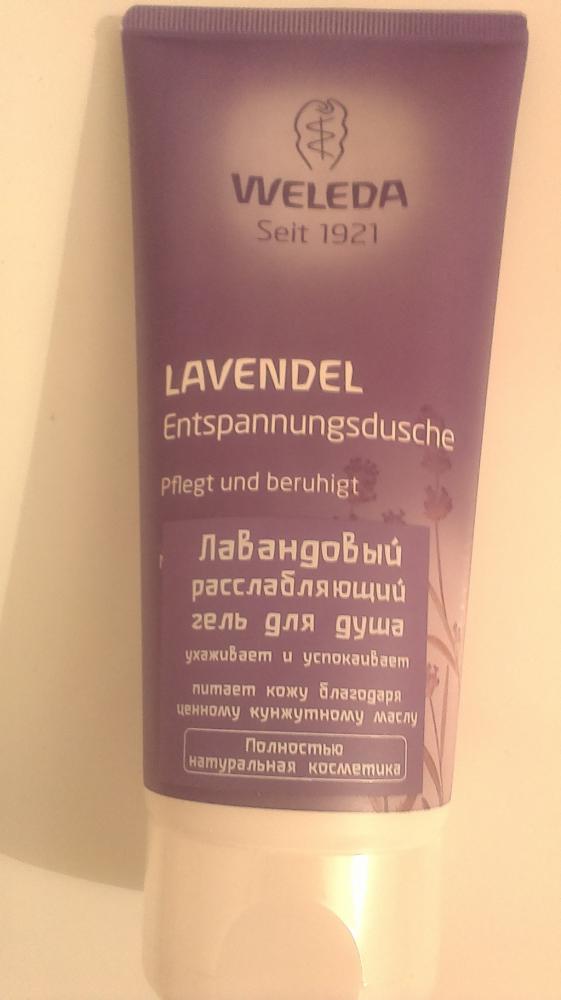 WELEDA
Seit 1921
LAVENDEL
Entspannungsdusche
Pflegt und beruhigt
Лавандовый
расслабляющий
гель для душа
ухаживает и успокаивает
питает кожу благодаря
ценному кунжутному маслу
Полностью
натуральная косметика